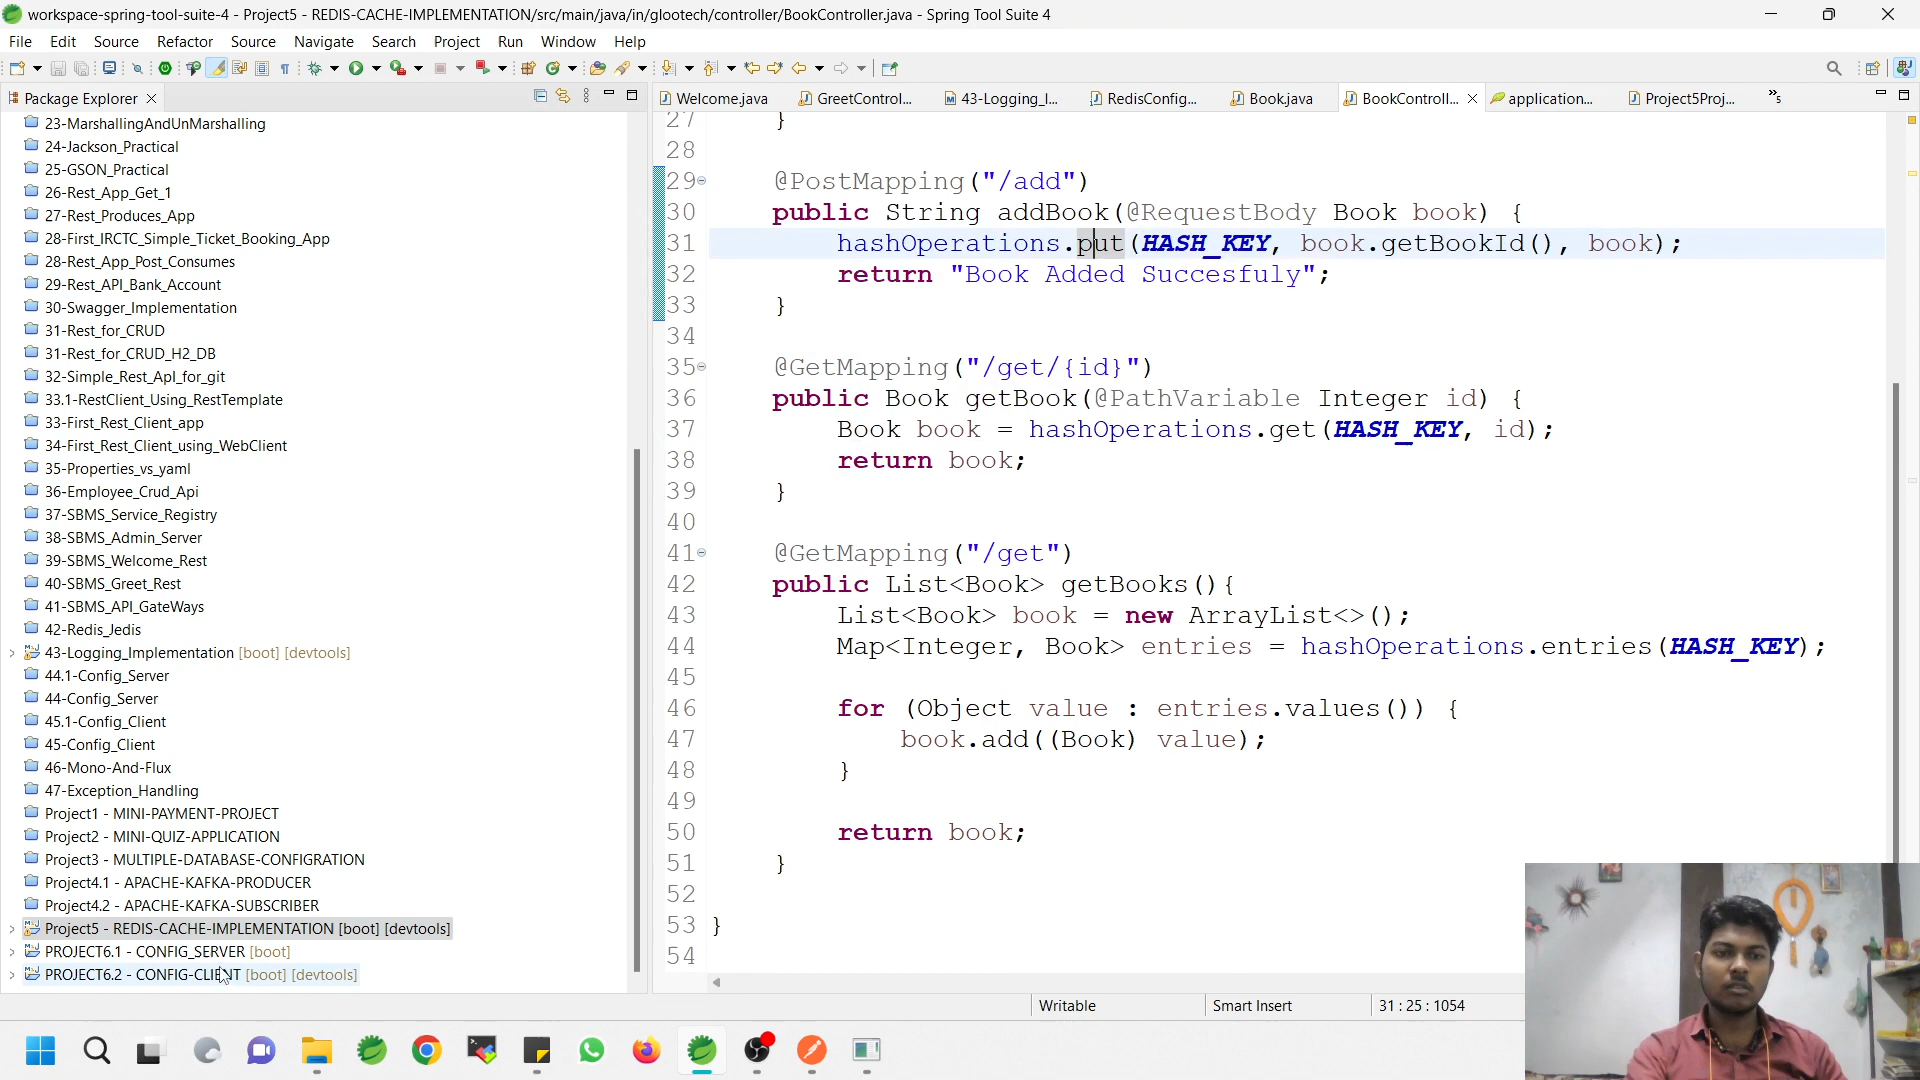 workspace-spring-tool-suite-4 - Project5 - REDIS-CACHE-IMPLEMENTATION/src/main/java/in/glootech/controller/BookController.java - Spring Tool Suite 4
File Edit Source Refactor Source Navigate Search Project Run Window Help
Package Explorer
23-MarshallingAndUnMarshalling
24-Jackson_Practical
25-GSON_Practical
26-Rest_App_Get_1
27-Rest_Produces_App
28-First_IRCTC_Simple_Ticket_Booking_App
28-Rest_App_Post_Consumes
29-Rest_API_Bank_Account
30-Swagger_Implementation
31-Rest_for_CRUD
31-Rest_for_CRUD_H2_DB
32-Simple_Rest_ApI_for_git
33.1-RestClient_Using_RestTemplate
33-First_Rest_Client_app
34-First_Rest_Client_using_WebClient
35-Properties_vs_yaml
36-Employee_Crud_Api
37-SBMS_Service_Registry
38-SBMS_Admin_Server
39-SBMS_Welcome_Rest
40-SBMS_Greet_Rest
41-SBMS_API_GateWays
42-Redis_Jedis
43-Logging_Implementation [boot] [devtools]
44.1-Config_Server
44-Config_Server
45.1-Config_Client
45-Config_Client
46-Mono-And-Flux
47-Exception_Handling
Project1 - MINI-PAYMENT-PROJECT
Project2 - MINI-QUIZ-APPLICATION
Project3 - MULTIPLE-DATABASE-CONFIGRATION
Project4.1 - APACHE-KAFKA-PRODUCER
Project4.2 - APACHE-KAFKA-SUBSCRIBER
Project5 - REDIS-CACHE-IMPLEMENTATION [boot] [devtools]
PROJECT6.1 - CONFIG_SERVER [boot]
PROJECT6.2 - CONFIG-CLIENT [boot] [devtools]
Welcome.java GreetControl... 43-Logging_I... RedisConfig... Book.java BookControll... application... Project5Proj... »5
27 }
28
29 @PostMapping("/add")
30 public String addBook(@RequestBody Book book) {
31 hashOperations.put(HASH_KEY, book.getBookId(), book);
32 return "Book Added Succesfuly";
33 }
34
35 @GetMapping("/get/{id}")
36 public Book getBook(@PathVariable Integer id) {
37 Book book = hashOperations.get(HASH_KEY, id);
38 return book;
39 }
40
41 @GetMapping("/get")
42 public List<Book> getBooks(){
43 List<Book> book = new ArrayList<>();
44 Map<Integer, Book> entries = hashOperations.entries(HASH_KEY);
45
46 for (Object value : entries.values()) {
47 book.add((Book) value);
48 }
49
50 return book;
51 }
52
53 }
54
Writable Smart Insert 31 : 25 : 1054